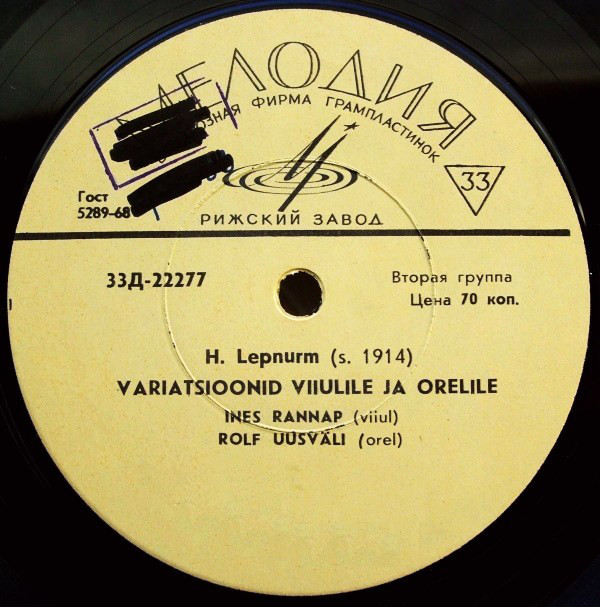 МЕЛОДИЯ
ФИРМА ГРАМПЛАСТИНОК
33
Гост
5289-68
РИЖСКИЙ ЗАВОД
33Д-22277
Вторая группа
Цена 70 коп.
H. Lepnurm (s. 1914)
VARIATSIOONID VIIULILE JA ORELILE
INES RANNAP (viiul)
ROLF UUSVÄLI (orel)